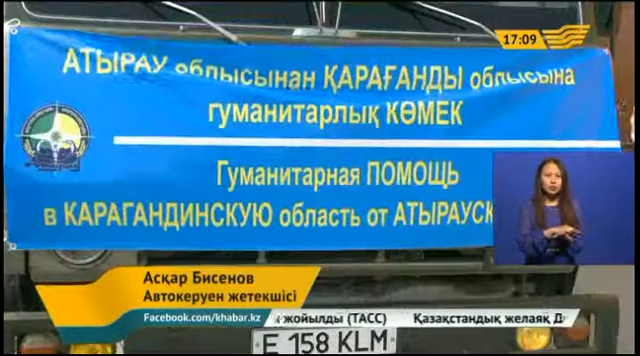 17:09
АТЫРАУ облысынан ҚАРАҒАНДЫ облысына
гуманитарлық КӨМЕК
Гуманитарная ПОМОЩЬ
в КАРАГАНДИНСКУЮ область от АТЫРАУСК
Асқар Бисенов
Автокеруен жетекшісі
Facebook.com/khabar.kz
жойылды (ТАСС) Қазақстандық желаяқ Д
E 158 KLM